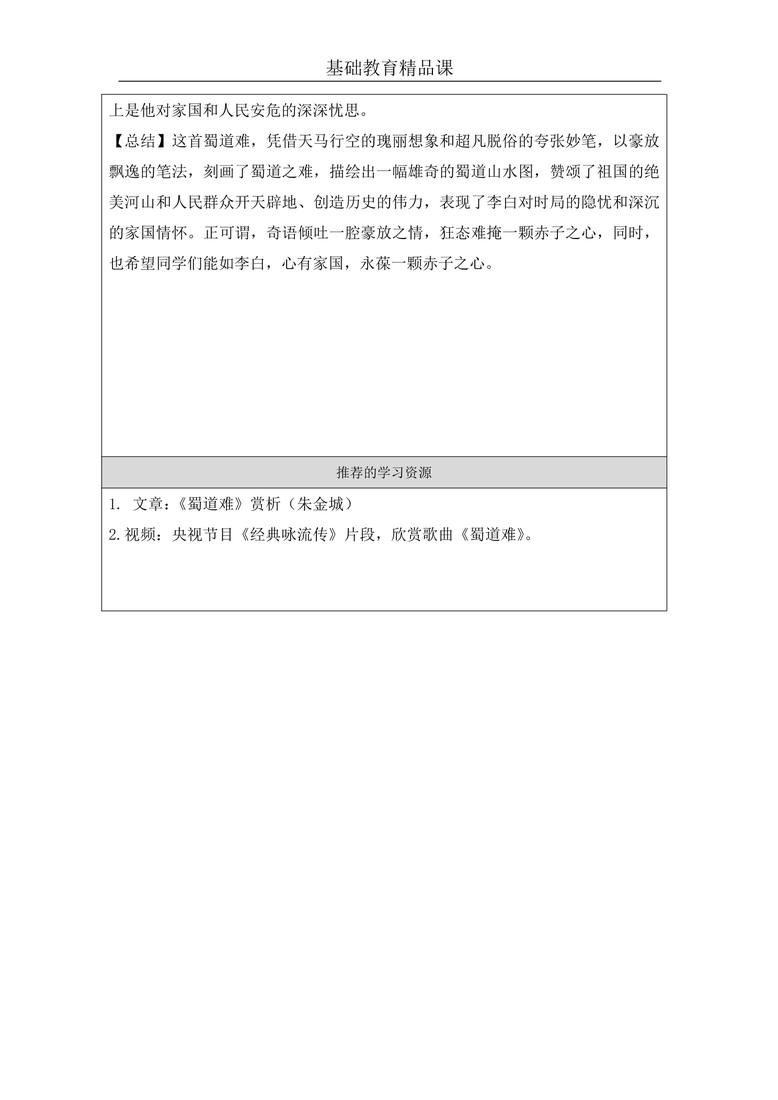 基础教育精品课
上是他对家国和人民安危的深深忧思。
【总结】这首蜀道难，凭借天马行空的瑰丽想象和超凡脱俗的夸张妙笔，以豪放
飘逸的笔法，刻画了蜀道之难，描绘出一幅雄奇的蜀道山水图，赞颂了祖国的绝
美河山和人民群众开天辟地、创造历史的伟力，表现了李白对时局的隐忧和深沉
的家国情怀。正可谓，奇语倾吐一腔豪放之情，狂态难掩一颗赤子之心，同时，
也希望同学们能如李白，心有家国，永葆一颗赤子之心。
推荐的学习资源
1. 文章：《蜀道难》赏析（朱金城）
2.视频：央视节目《经典咏流传》片段，欣赏歌曲《蜀道难》。